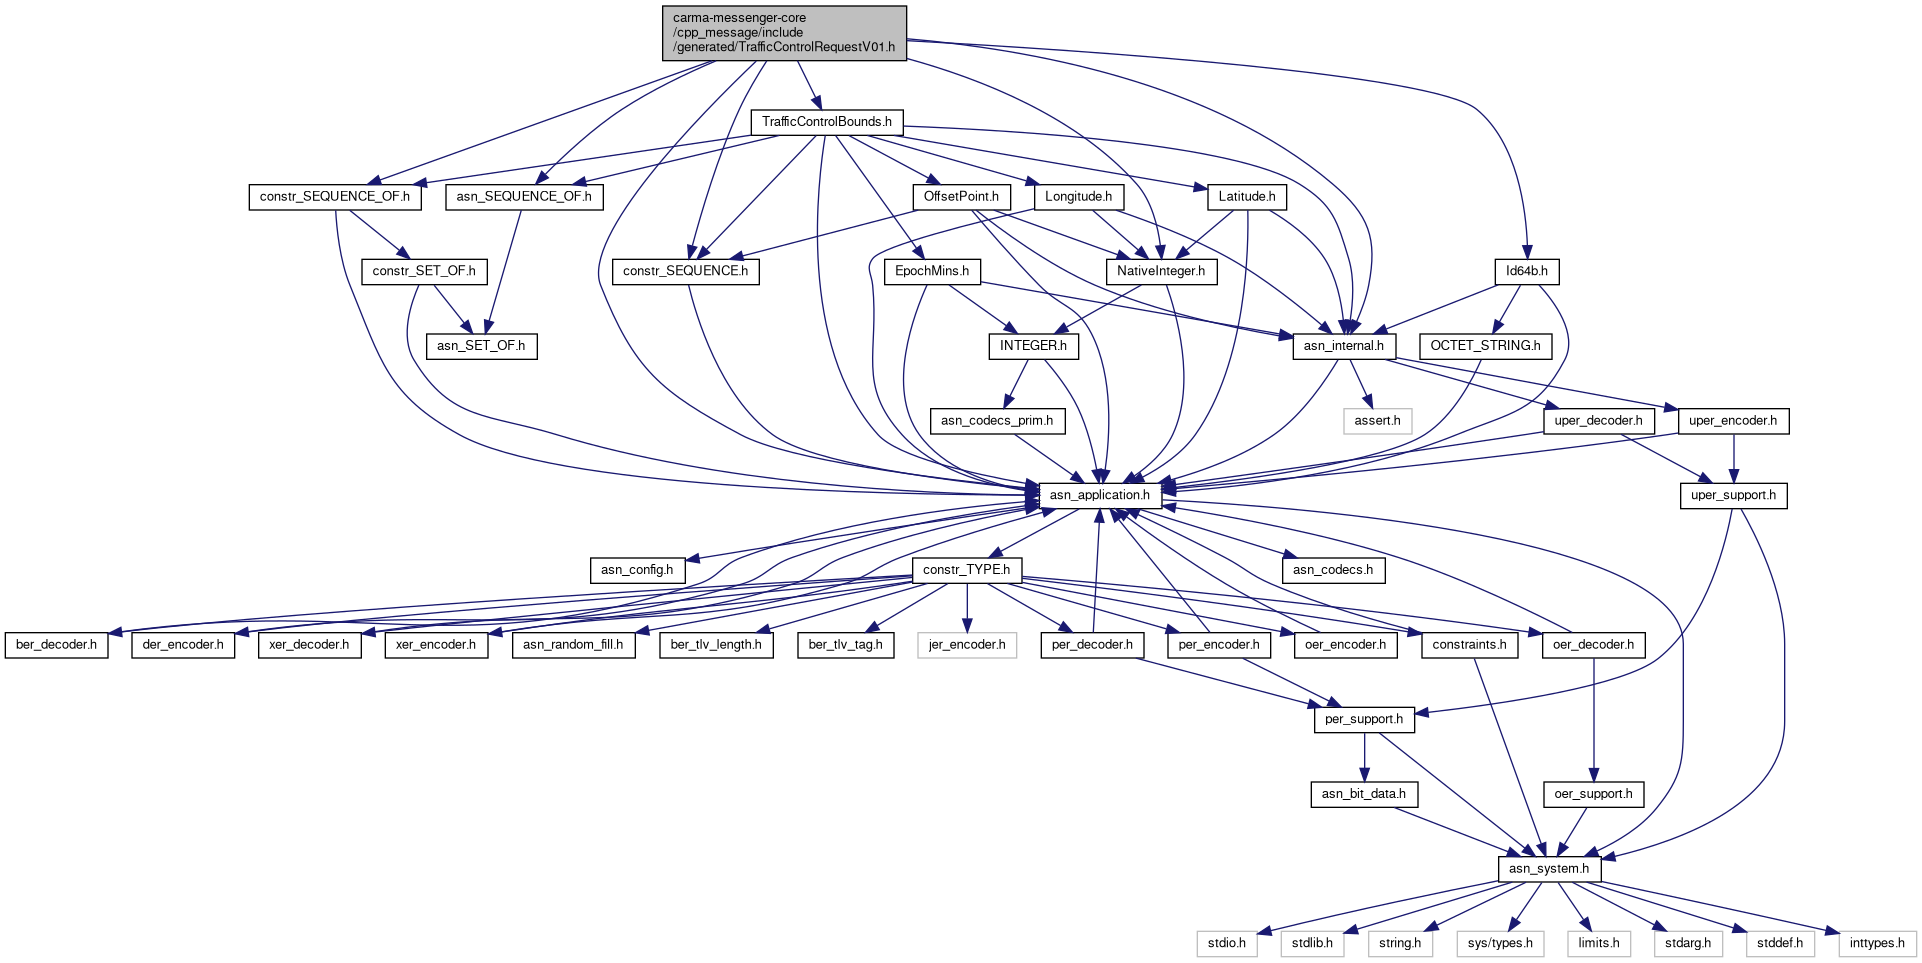 carma-messenger-core
/cpp_message/include
/generated/TrafficControlRequestV01.h
TrafficControlBounds.h
constr_SEQUENCE_OF.h
asn_SEQUENCE_OF.h
OffsetPoint.h
Longitude.h
Latitude.h
constr_SET_OF.h
constr_SEQUENCE.h
EpochMins.h
NativeInteger.h
Id64b.h
asn_SET_OF.h
INTEGER.h
asn_internal.h
OCTET_STRING.h
asn_codecs_prim.h
assert.h
uper_decoder.h
uper_encoder.h
asn_application.h
uper_support.h
asn_config.h
constr_TYPE.h
asn_codecs.h
ber_decoder.h
der_encoder.h
xer_decoder.h
xer_encoder.h
asn_random_fill.h
ber_tlv_length.h
ber_tlv_tag.h
jer_encoder.h
per_decoder.h
per_encoder.h
oer_encoder.h
constraints.h
oer_decoder.h
per_support.h
asn_bit_data.h
oer_support.h
asn_system.h
stdio.h
stdlib.h
string.h
sys/types.h
limits.h
stdarg.h
stddef.h
inttypes.h